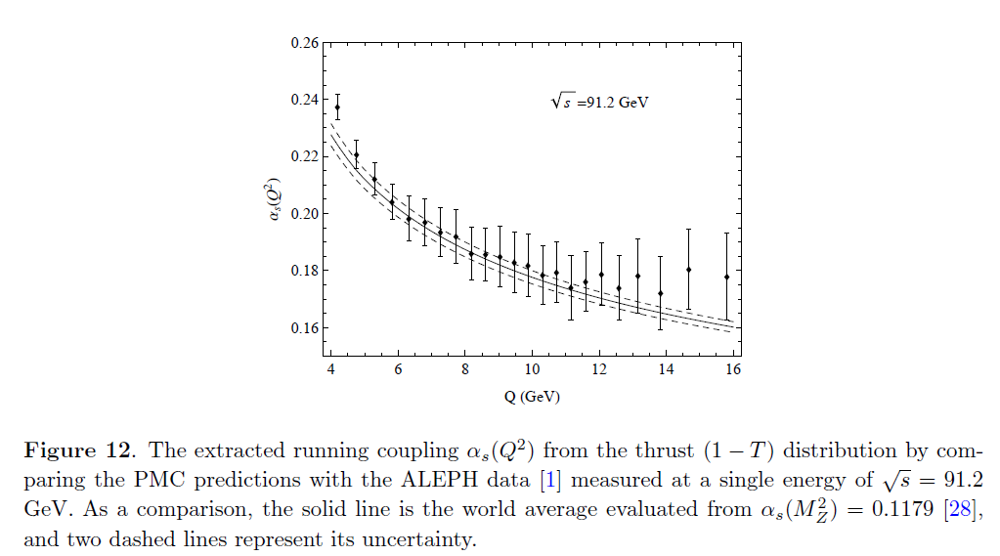 0.26
0.24
0.22
0.20
0.18
0.16
α_s(Q²)
√s =91.2 GeV
4 6 8 10 12 14 16
Q (GeV)
Figure 12. The extracted running coupling α_s(Q²) from the thrust (1 − T) distribution by com-
paring the PMC predictions with the ALEPH data [1] measured at a single energy of √s = 91.2
GeV. As a comparison, the solid line is the world average evaluated from α_s(M_Z²) = 0.1179 [28],
and two dashed lines represent its uncertainty.